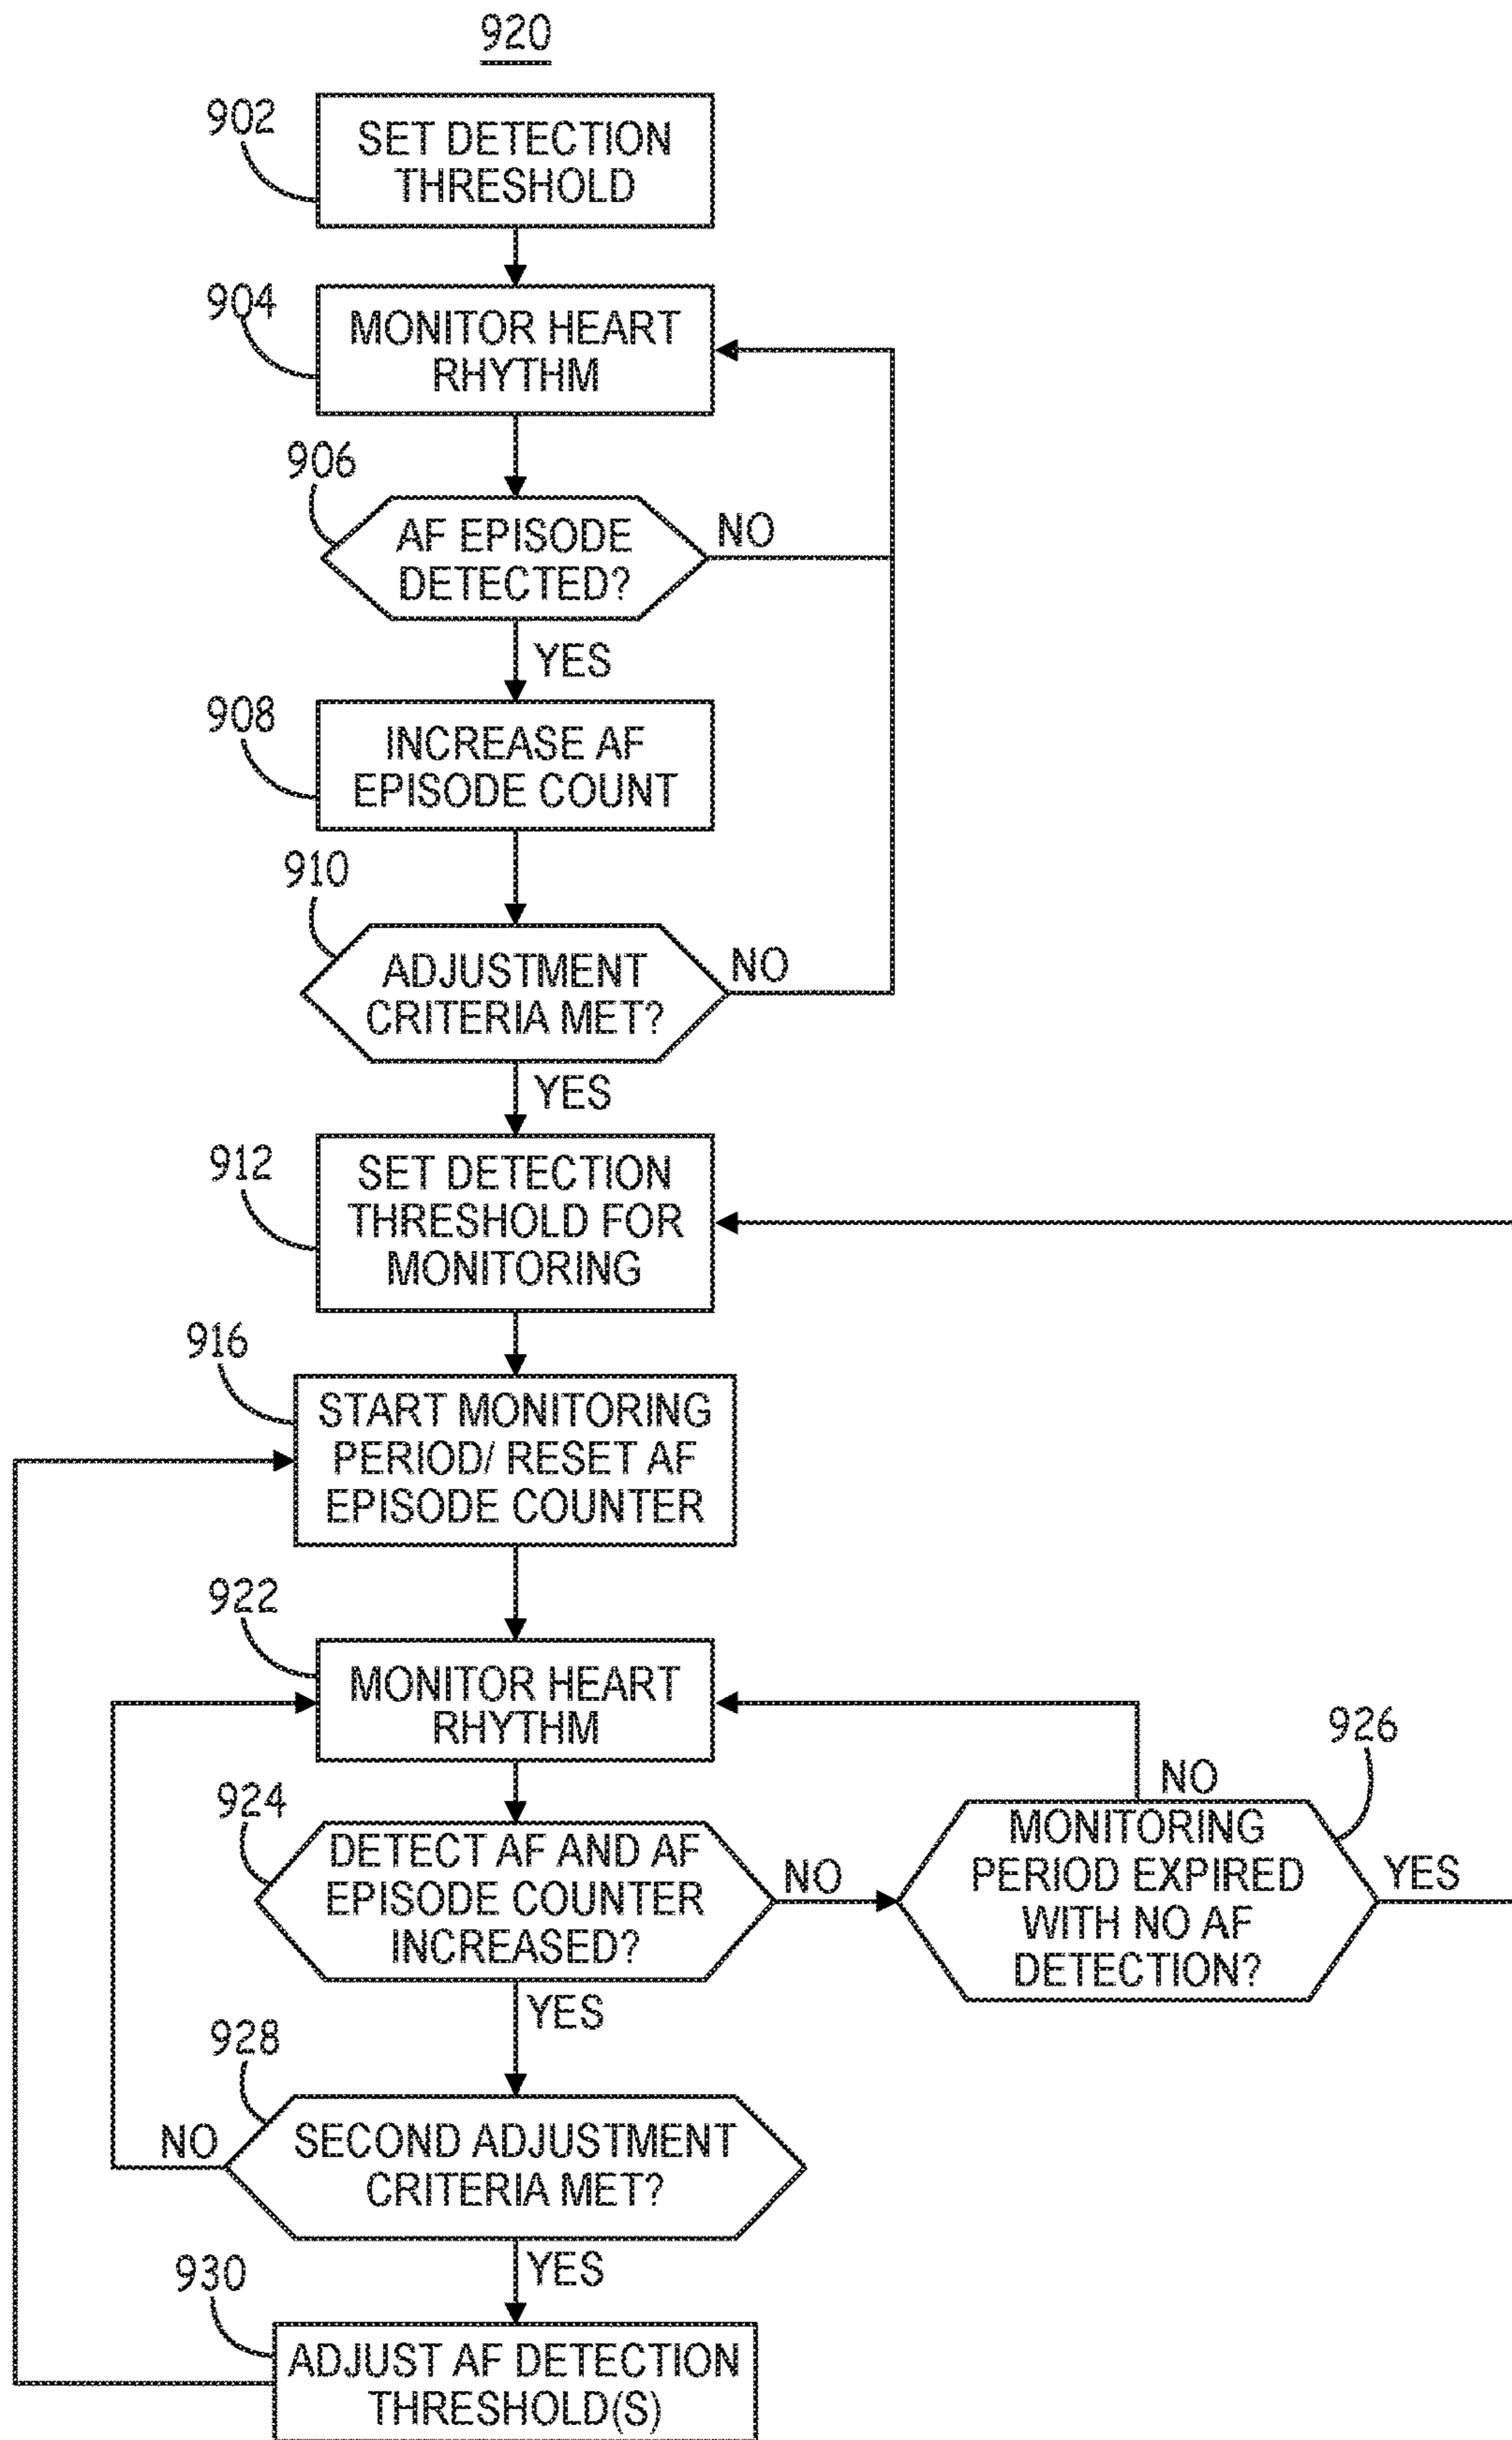 920
902
SET DETECTION
THRESHOLD
904
MONITOR HEART
RHYTHM
906
AF EPISODE
DETECTED?
NO
YES
908
INCREASE AF
EPISODE COUNT
910
ADJUSTMENT
CRITERIA MET?
NO
YES
912
SET DETECTION
THRESHOLD FOR
MONITORING
916
START MONITORING
PERIOD/ RESET AF
EPISODE COUNTER
922
MONITOR HEART
RHYTHM
924
DETECT AF AND AF
EPISODE COUNTER
INCREASED?
NO
926
NO
MONITORING
PERIOD EXPIRED
WITH NO AF
DETECTION?
YES
YES
928
SECOND ADJUSTMENT
CRITERIA MET?
NO
YES
930
ADJUST AF DETECTION
THRESHOLD(S)